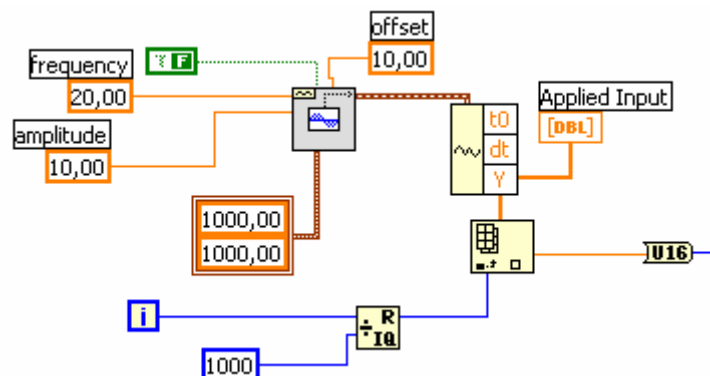 offset
10,00
frequency
F
20,00
Applied Input
[DBL]
t0
dt
Y
amplitude
10,00
1000,00
1000,00
U16
i
R
IQ
1000